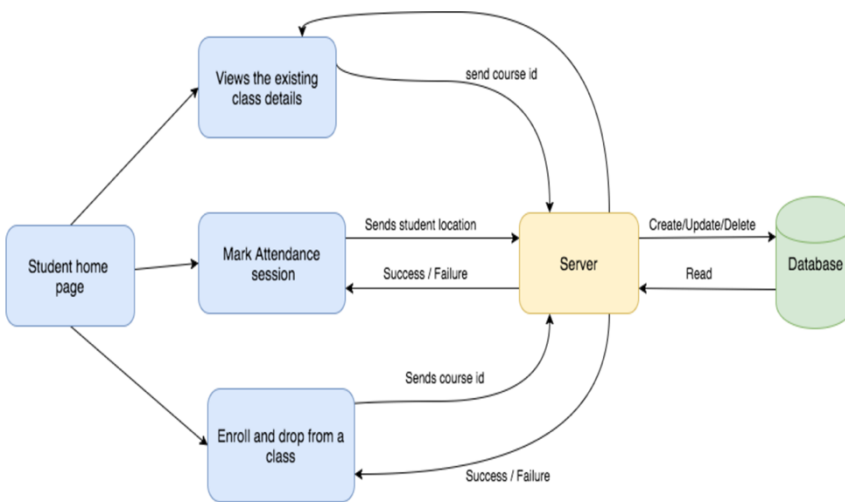 Views the existing
class details
send course id
Student home
page
Mark Attendance
session
Sends student location
Success / Failure
Server
Create/Update/Delete
Read
Database
Enroll and drop from a
class
Sends course id
Success / Failure